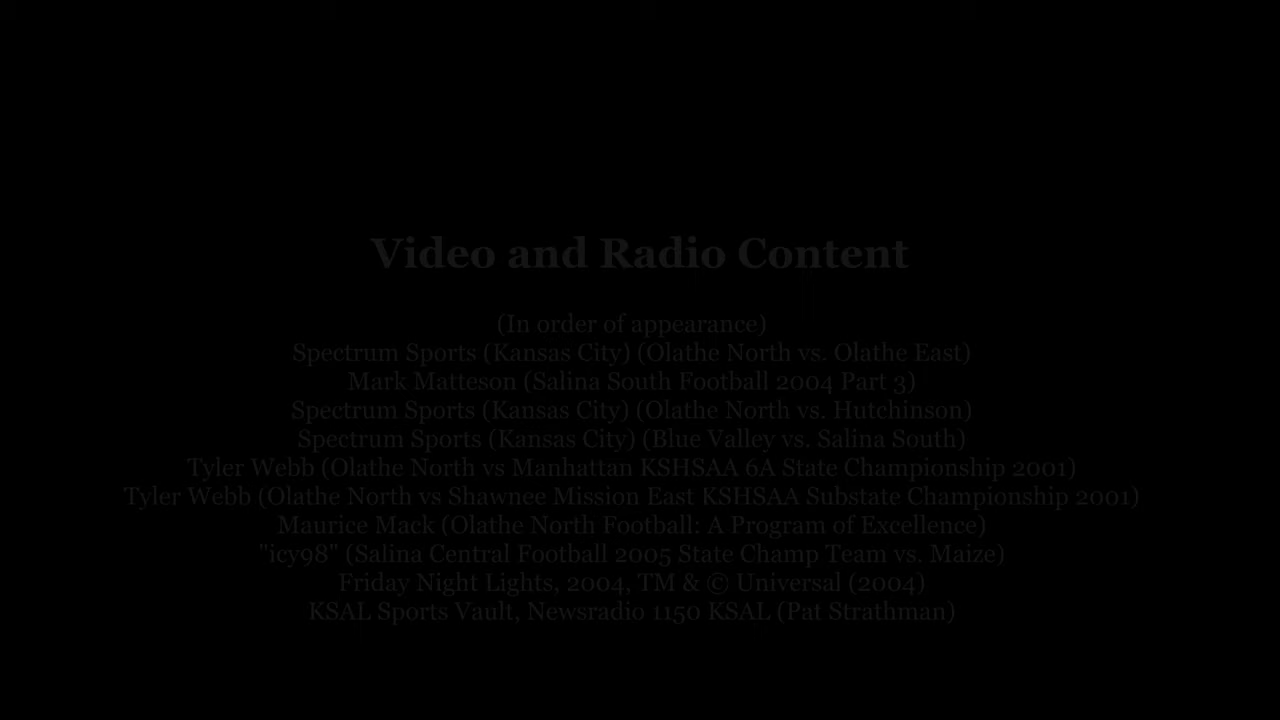 Video and Radio Content
(In order of appearance)
Spectrum Sports (Kansas City) (Olathe North vs. Olathe East)
Mark Matteson (Salina South Football 2004 Part 3)
Spectrum Sports (Kansas City) (Olathe North vs. Hutchinson)
Spectrum Sports (Kansas City) (Blue Valley vs. Salina South)
Tyler Webb (Olathe North vs Manhattan KSHSAA 6A State Championship 2001)
Tyler Webb (Olathe North vs Shawnee Mission East KSHSAA Substate Championship 2001)
Maurice Mack (Olathe North Football: A Program of Excellence)
"icy98" (Salina Central Football 2005 State Champ Team vs. Maize)
Friday Night Lights, 2004, TM & © Universal (2004)
KSAL Sports Vault, Newsradio 1150 KSAL (Pat Strathman)